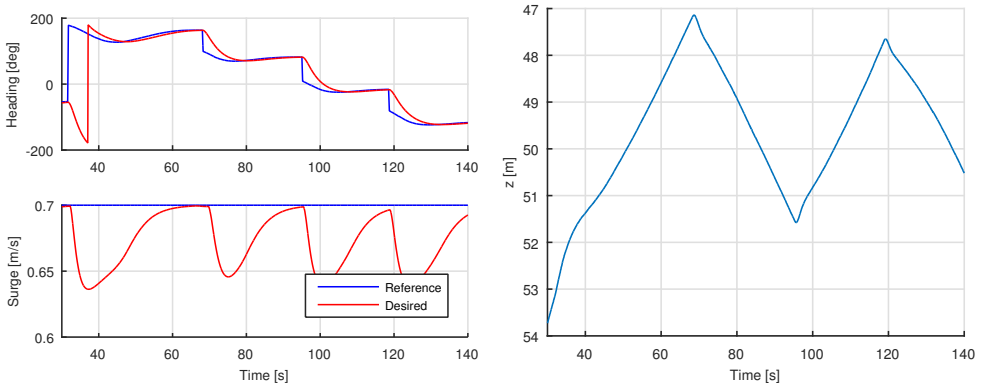 Heading [deg]
200
0
-200
40 60 80 100 120 140
Surge [m/s]
0.7
0.65
0.6
Reference
Desired
40 60 80 100 120 140
Time [s]
z [m]
47
48
49
50
51
52
53
54
40 60 80 100 120 140
Time [s]